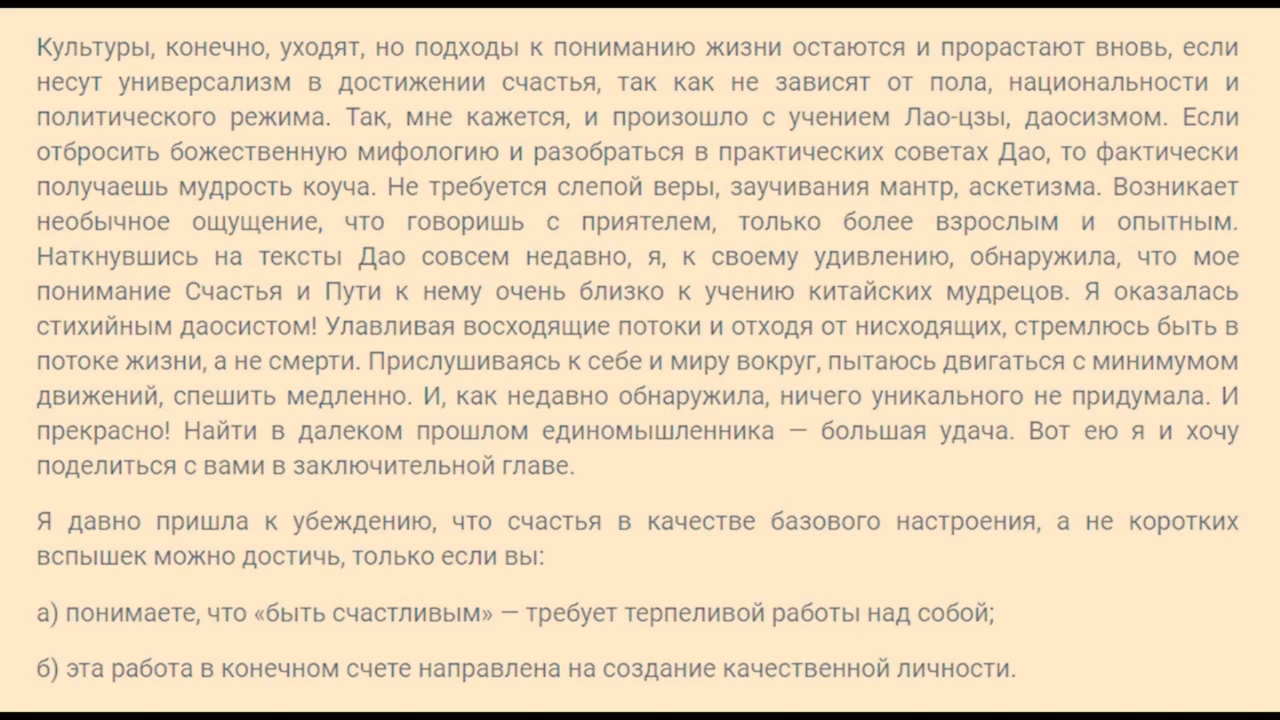 Культуры, конечно, уходят, но подходы к пониманию жизни остаются и прорастают вновь, если
несут универсализм в достижении счастья, так как не зависят от пола, национальности и
политического режима. Так, мне кажется, и произошло с учением Лао-цзы, даосизмом. Если
отбросить божественную мифологию и разобраться в практических советах Дао, то фактически
получаешь мудрость коуча. Не требуется слепой веры, заучивания мантр, аскетизма. Возникает
необычное ощущение, что говоришь с приятелем, только более взрослым и опытным.
Наткнувшись на тексты Дао совсем недавно, я, к своему удивлению, обнаружила, что мое
понимание Счастья и Пути к нему очень близко к учению китайских мудрецов. Я оказалась
стихийным даосистом! Улавливая восходящие потоки и отходя от нисходящих, стремлюсь быть в
потоке жизни, а не смерти. Прислушиваясь к себе и миру вокруг, пытаюсь двигаться с минимумом
движений, спешить медленно. И, как недавно обнаружила, ничего уникального не придумала. И
прекрасно! Найти в далеком прошлом единомышленника — большая удача. Вот ею я и хочу
поделиться с вами в заключительной главе.
Я давно пришла к убеждению, что счастья в качестве базового настроения, а не коротких
вспышек можно достичь, только если вы:
а) понимаете, что «быть счастливым» — требует терпеливой работы над собой;
б) эта работа в конечном счете направлена на создание качественной личности.